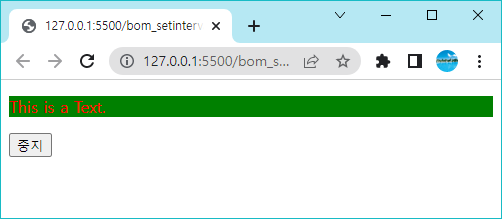 127.0.0.1:5500/bom_setinterv
127.0.0.1:5500/bom_s...
This is a Text.
중지